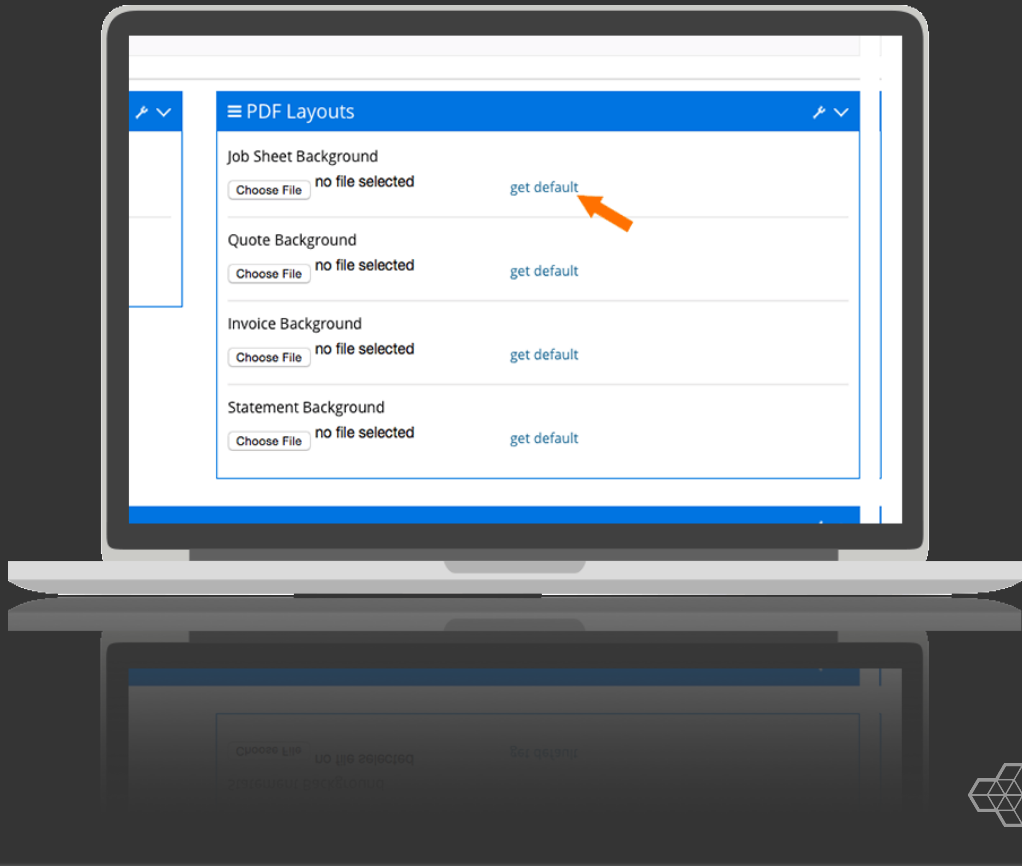 PDF Layouts
Job Sheet Background
Choose File no file selected get default
Quote Background
Choose File no file selected get default
Invoice Background
Choose File no file selected get default
Statement Background
Choose File no file selected get default